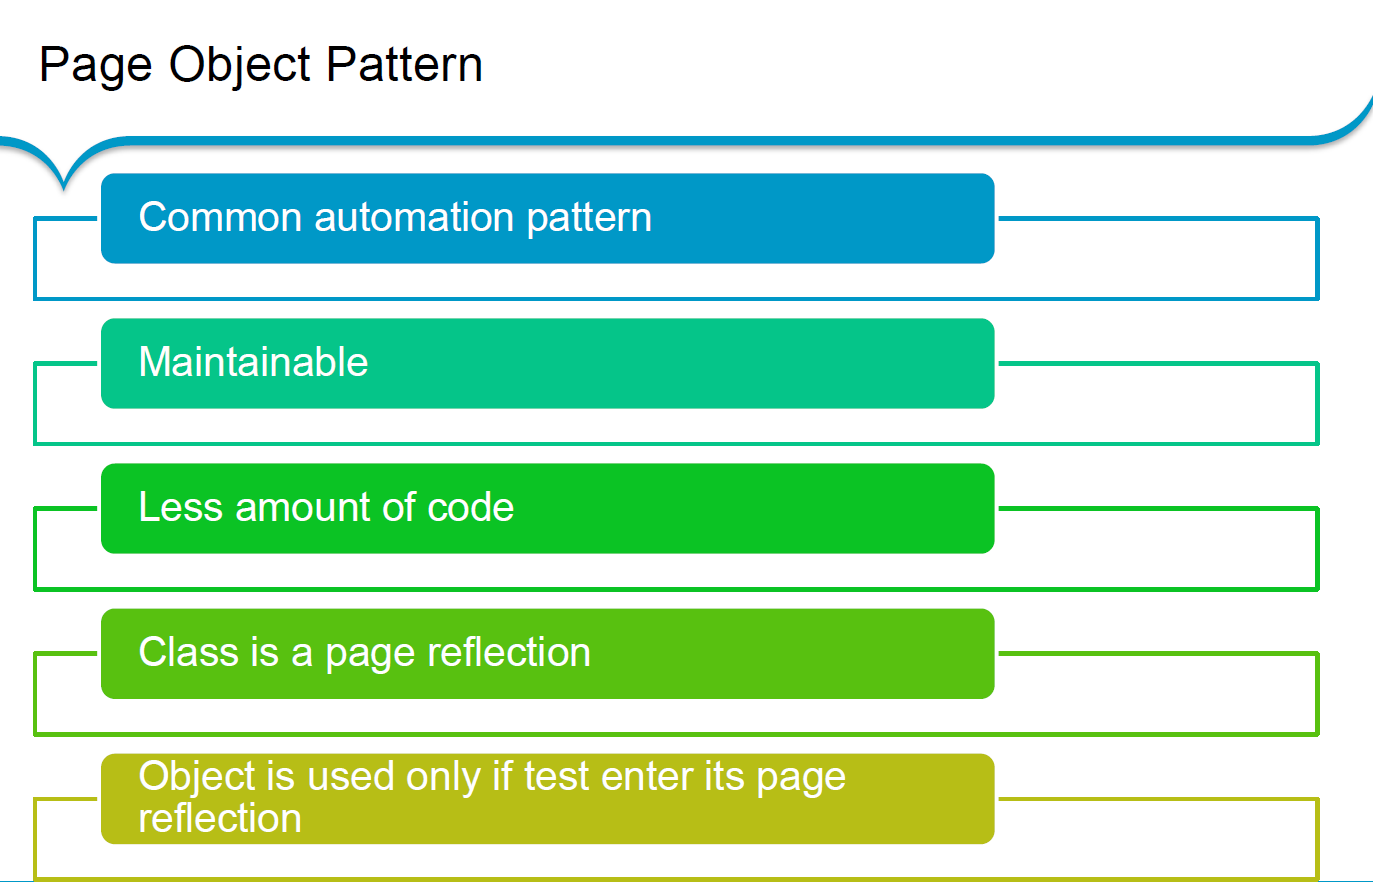 Page Object Pattern
Common automation pattern
Maintainable
Less amount of code
Class is a page reflection
Object is used only if test enter its page
reflection